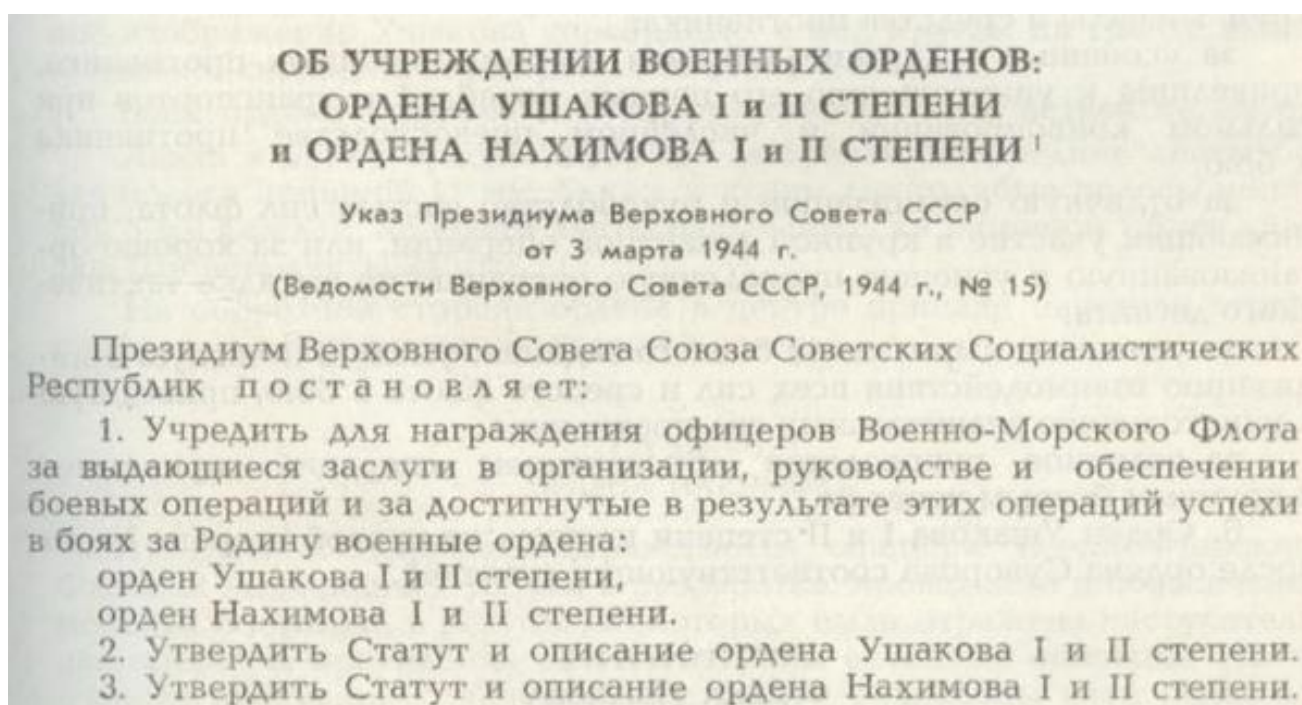 ОБ УЧРЕЖДЕНИИ ВОЕННЫХ ОРДЕНОВ:
ОРДЕНА УШАКОВА I и II СТЕПЕНИ
и ОРДЕНА НАХИМОВА I и II СТЕПЕНИ ¹
Указ Президиума Верховного Совета СССР
от 3 марта 1944 г.
(Ведомости Верховного Совета СССР, 1944 г., № 15)
Президиум Верховного Совета Союза Советских Социалистических
Республик постановляет:
1. Учредить для награждения офицеров Военно-Морского Флота
за выдающиеся заслуги в организации, руководстве и обеспечении
боевых операций и за достигнутые в результате этих операций успехи
в боях за Родину военные ордена:
орден Ушакова I и II степени,
орден Нахимова I и II степени.
2. Утвердить Статут и описание ордена Ушакова I и II степени.
3. Утвердить Статут и описание ордена Нахимова I и II степени.